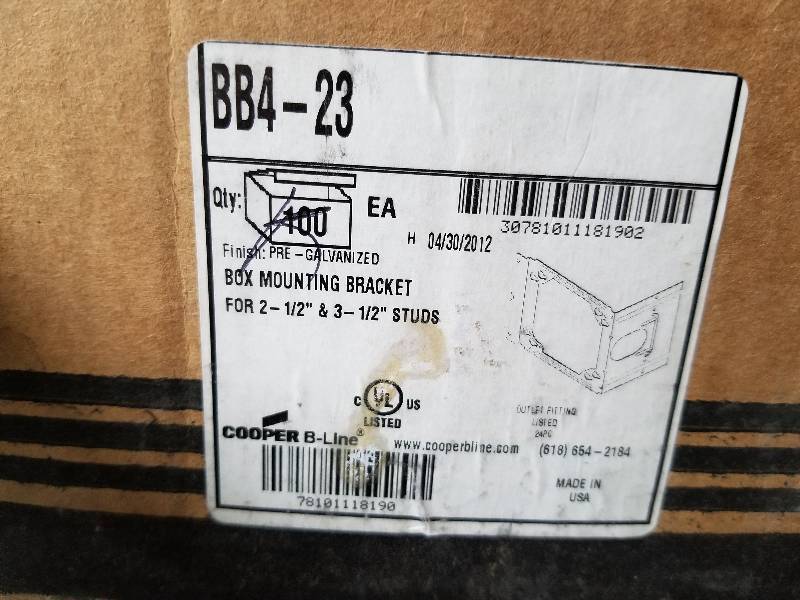 BB4-23
Qty: 100 EA
30781011181902
H 04/30/2012
Finish: PRE-GALVANIZED
BOX MOUNTING BRACKET
FOR 2-1/2" & 3-1/2" STUDS
C UL US
LISTED
OUTLET FITTING
LISTED
COOPER B-Line®
www.cooperbline.com (618) 654-2184
78101118190
MADE IN
USA